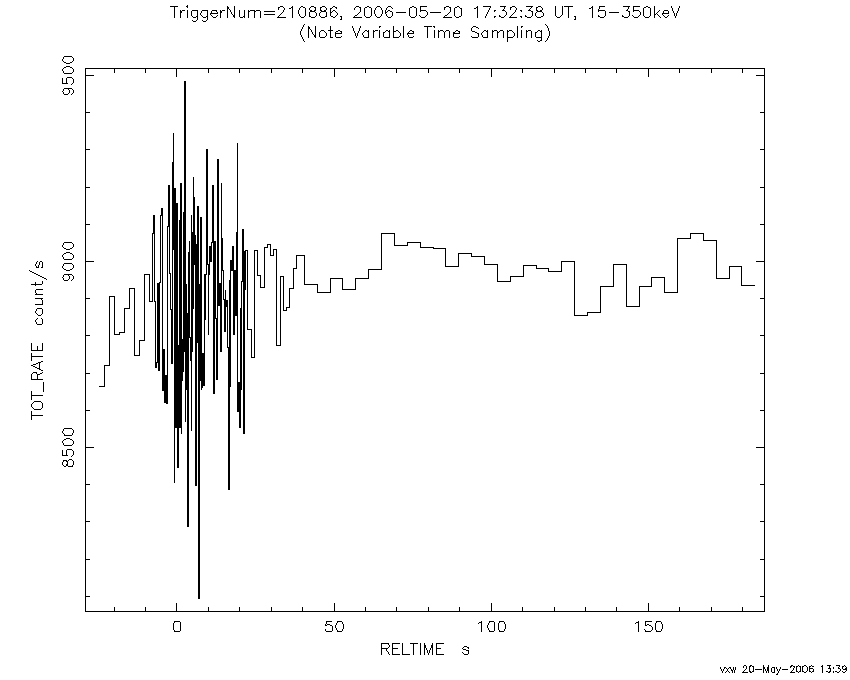 TriggerNum=210886, 2006-05-20 17:32:38 UT, 15-350keV
(Note Variable Time Sampling)
9500
9000
8500
TOT_RATE count/s
0 50 100 150
RELTIME s
vxw 20-May-2006 13:39